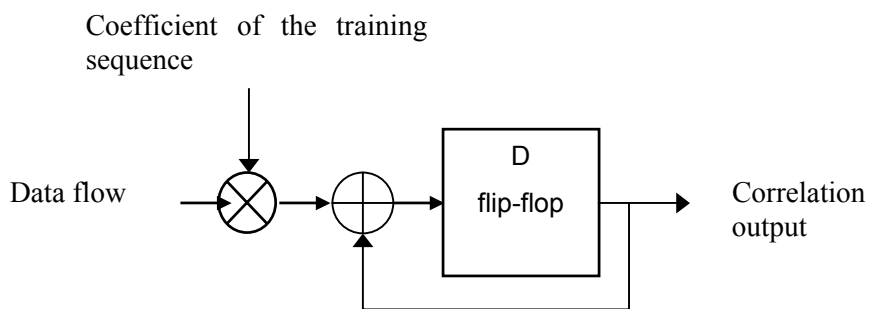 Coefficient of the training
sequence
Data flow
D
flip-flop
Correlation
output